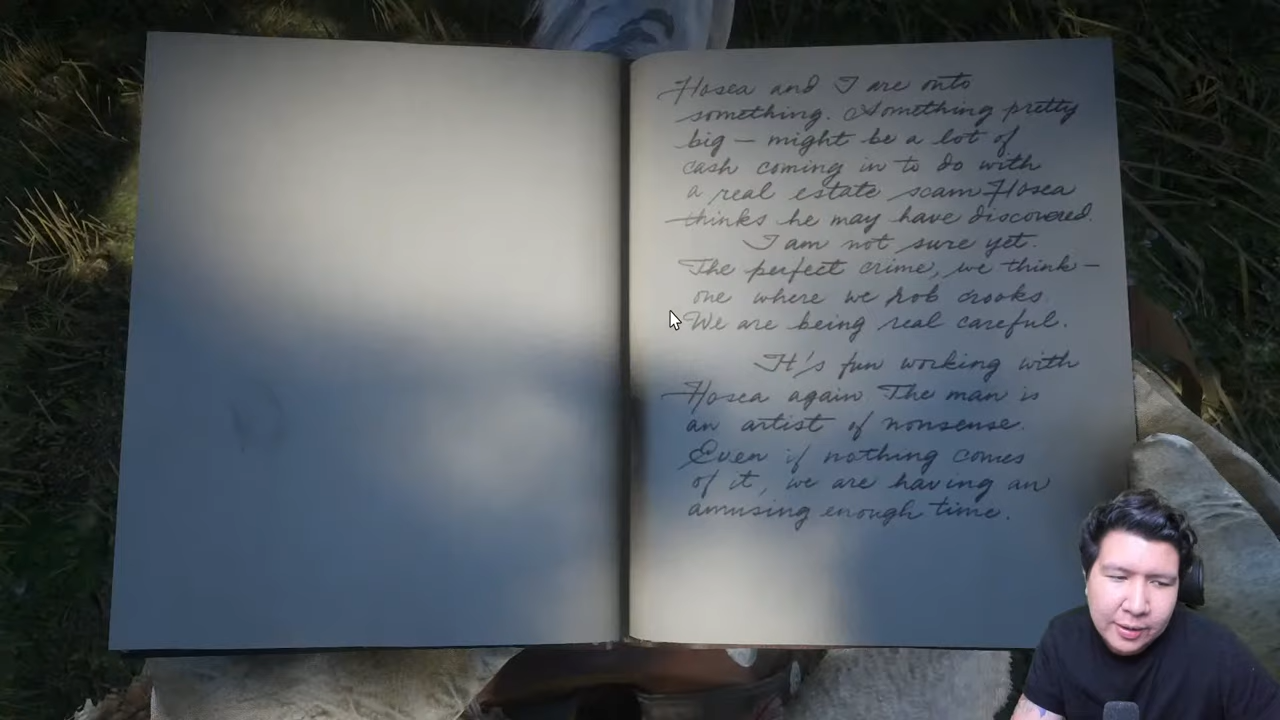 Hosea and I are onto
something. Something pretty
big — might be a lot of
cash coming in to do with
a real estate scam Hosea
thinks he may have discovered.
I am not sure yet.
The perfect crime, we think —
one where we rob crooks.
We are being real careful.
It's fun working with
Hosea again The man is
an artist of nonsense.
Even if nothing comes
of it, we are having an
amusing enough time.